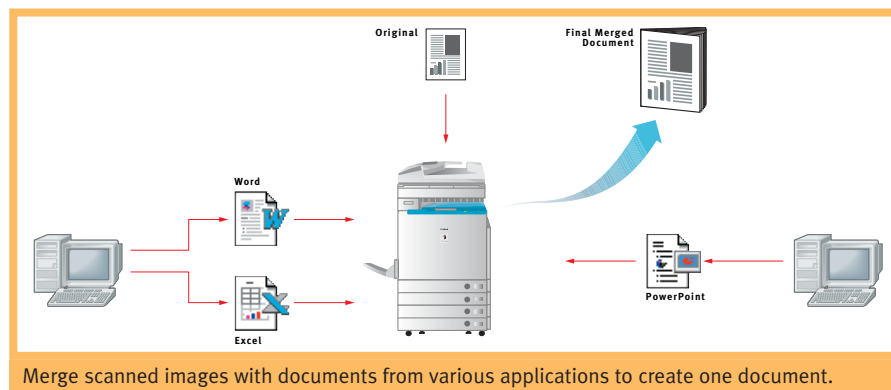 Original
Final Merged
Document
Word
W
Canon
Excel
X
PowerPoint
Merge scanned images with documents from various applications to create one document.